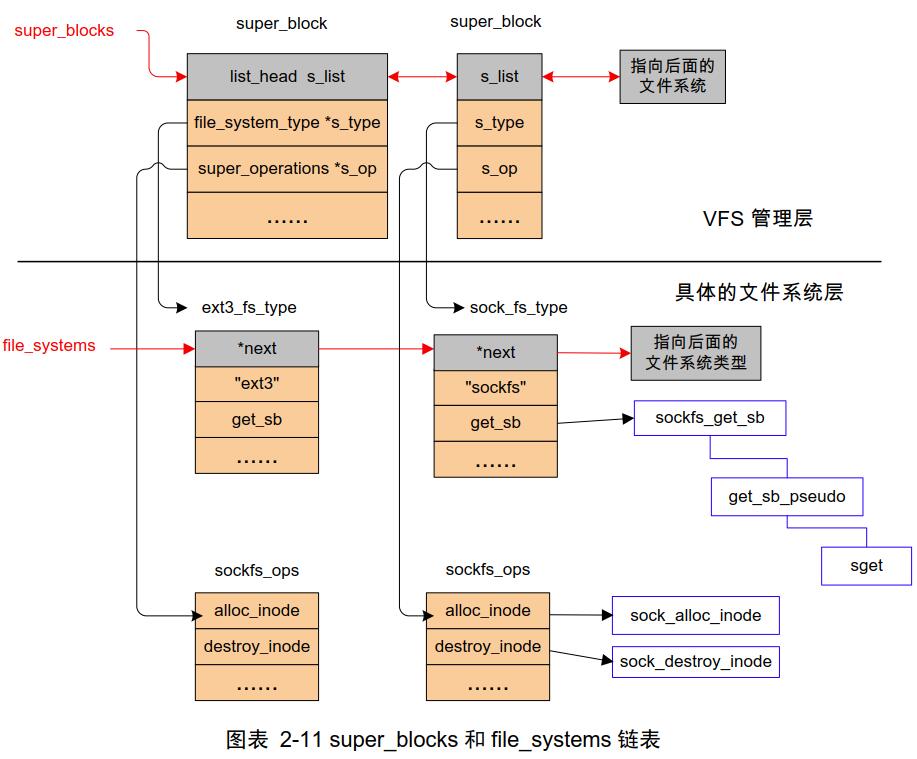 super_blocks
super_block
super_block
list_head s_list
s_list
指向后面的
文件系统
file_system_type *s_type
s_type
super_operations *s_op
s_op
......
......
VFS 管理层
具体的文件系统层
ext3_fs_type
sock_fs_type
file_systems
*next
*next
指向后面的
文件系统类型
"ext3"
"sockfs"
get_sb
get_sb
sockfs_get_sb
......
......
get_sb_pseudo
sget
sockfs_ops
sockfs_ops
alloc_inode
alloc_inode
sock_alloc_inode
destroy_inode
destroy_inode
sock_destroy_inode
......
......
图表 2-11 super_blocks 和 file_systems 链表